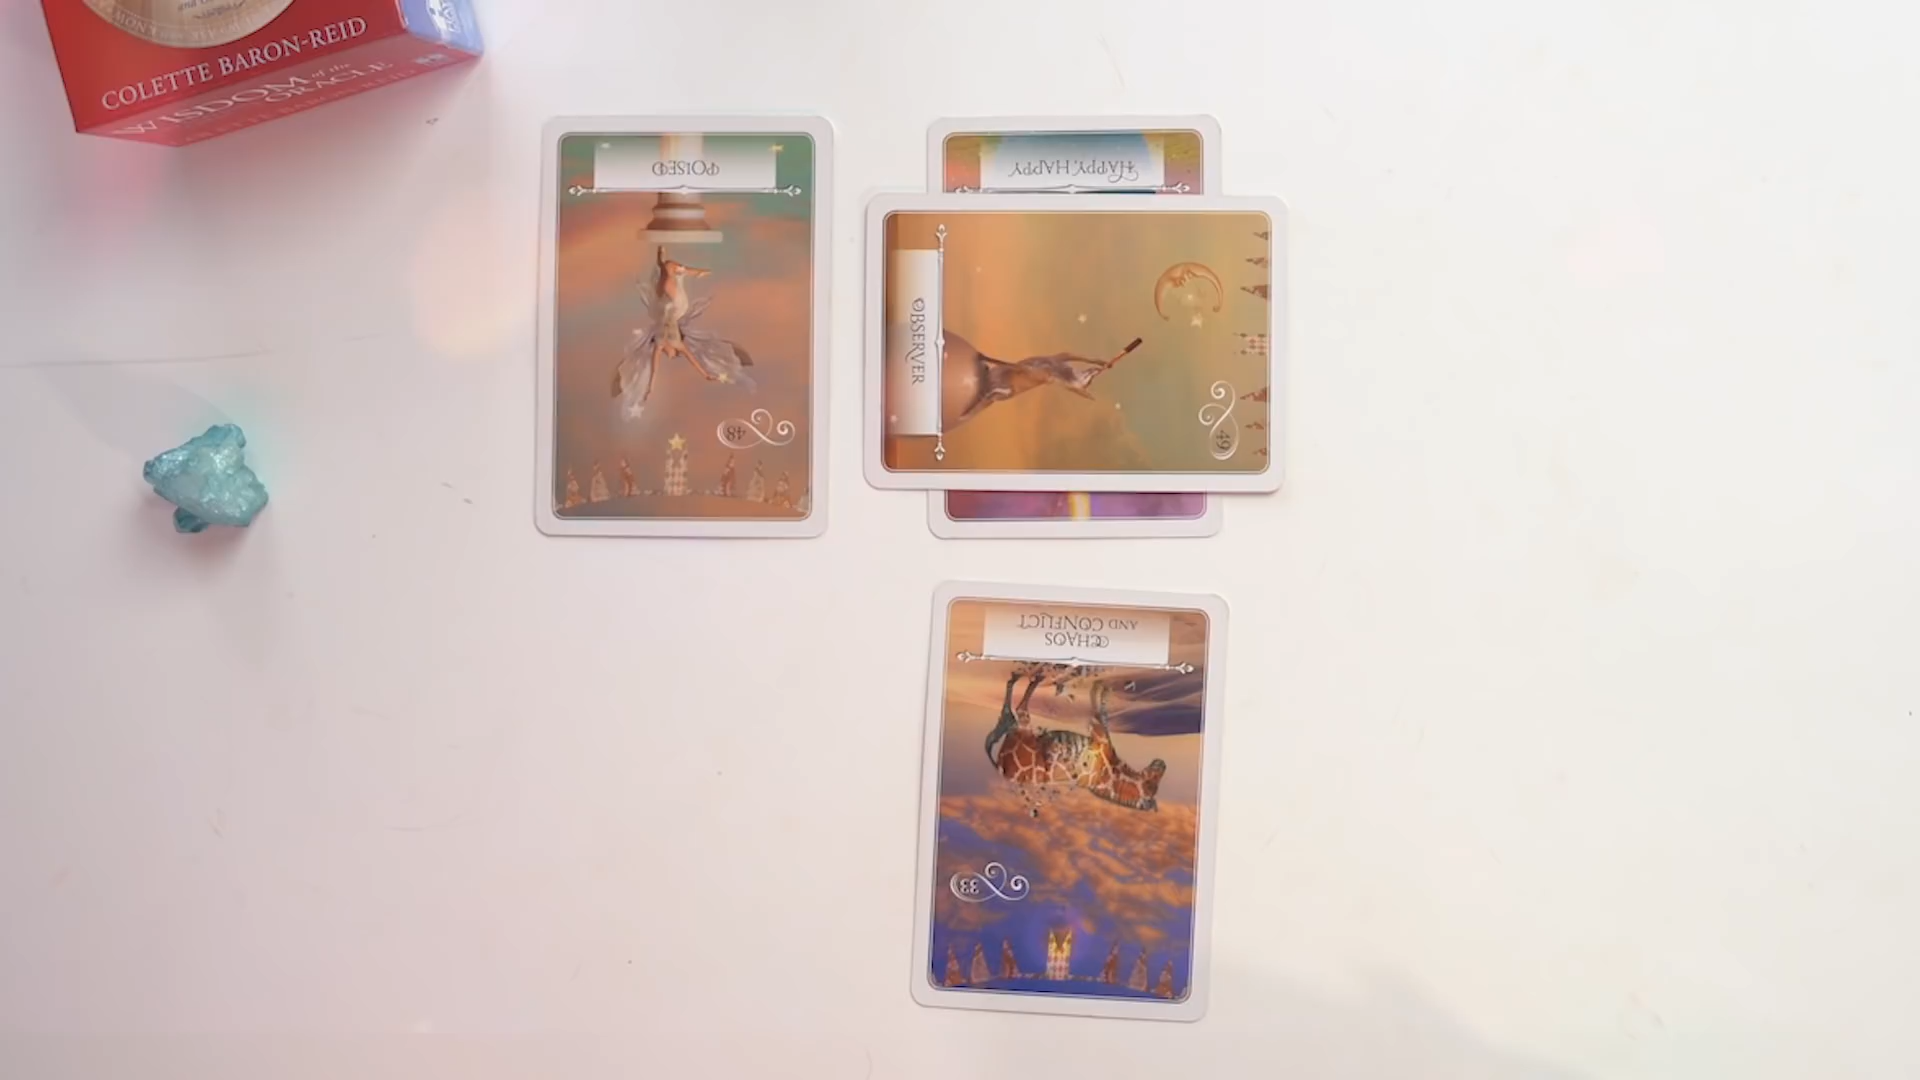 COLETTE BARON-REID
WISDOM of the
ORACLE
POISED
48
HAPPY, HAPPY
OBSERVER
49
CHAOS
AND CONFLICT
33